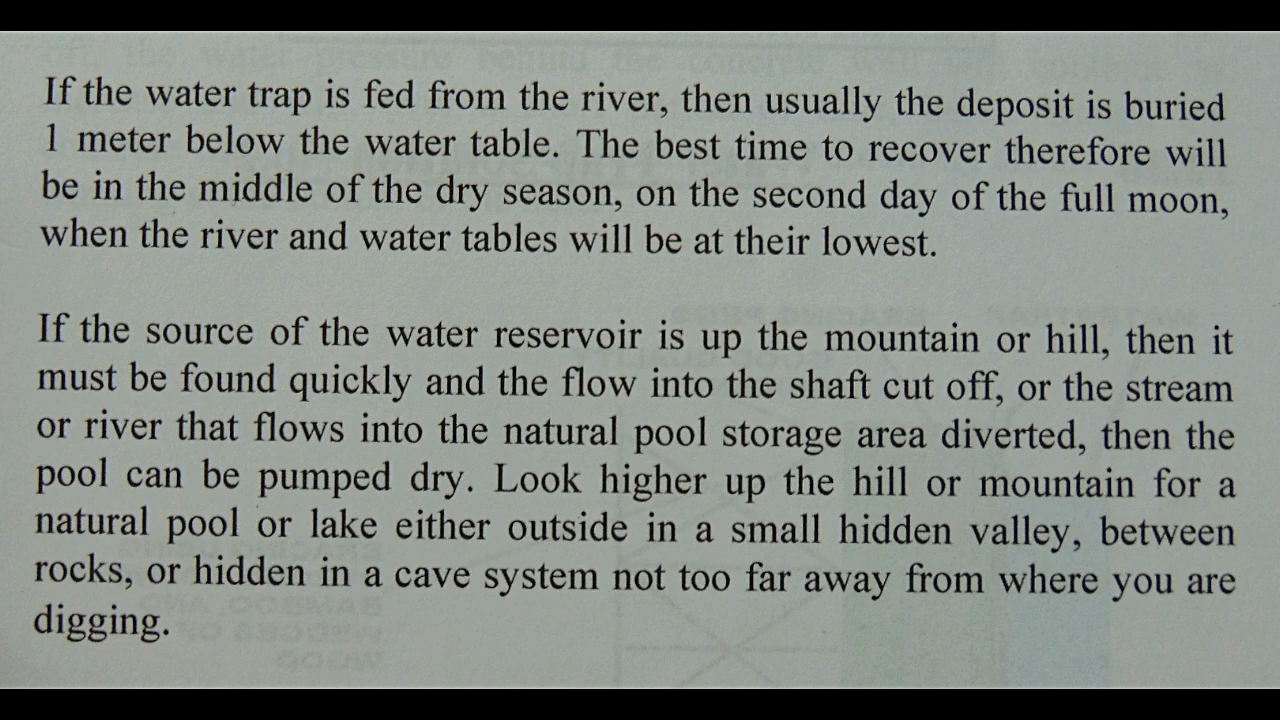 If the water trap is fed from the river, then usually the deposit is buried
1 meter below the water table. The best time to recover therefore will
be in the middle of the dry season, on the second day of the full moon,
when the river and water tables will be at their lowest.
If the source of the water reservoir is up the mountain or hill, then it
must be found quickly and the flow into the shaft cut off, or the stream
or river that flows into the natural pool storage area diverted, then the
pool can be pumped dry. Look higher up the hill or mountain for a
natural pool or lake either outside in a small hidden valley, between
rocks, or hidden in a cave system not too far away from where you are
digging.